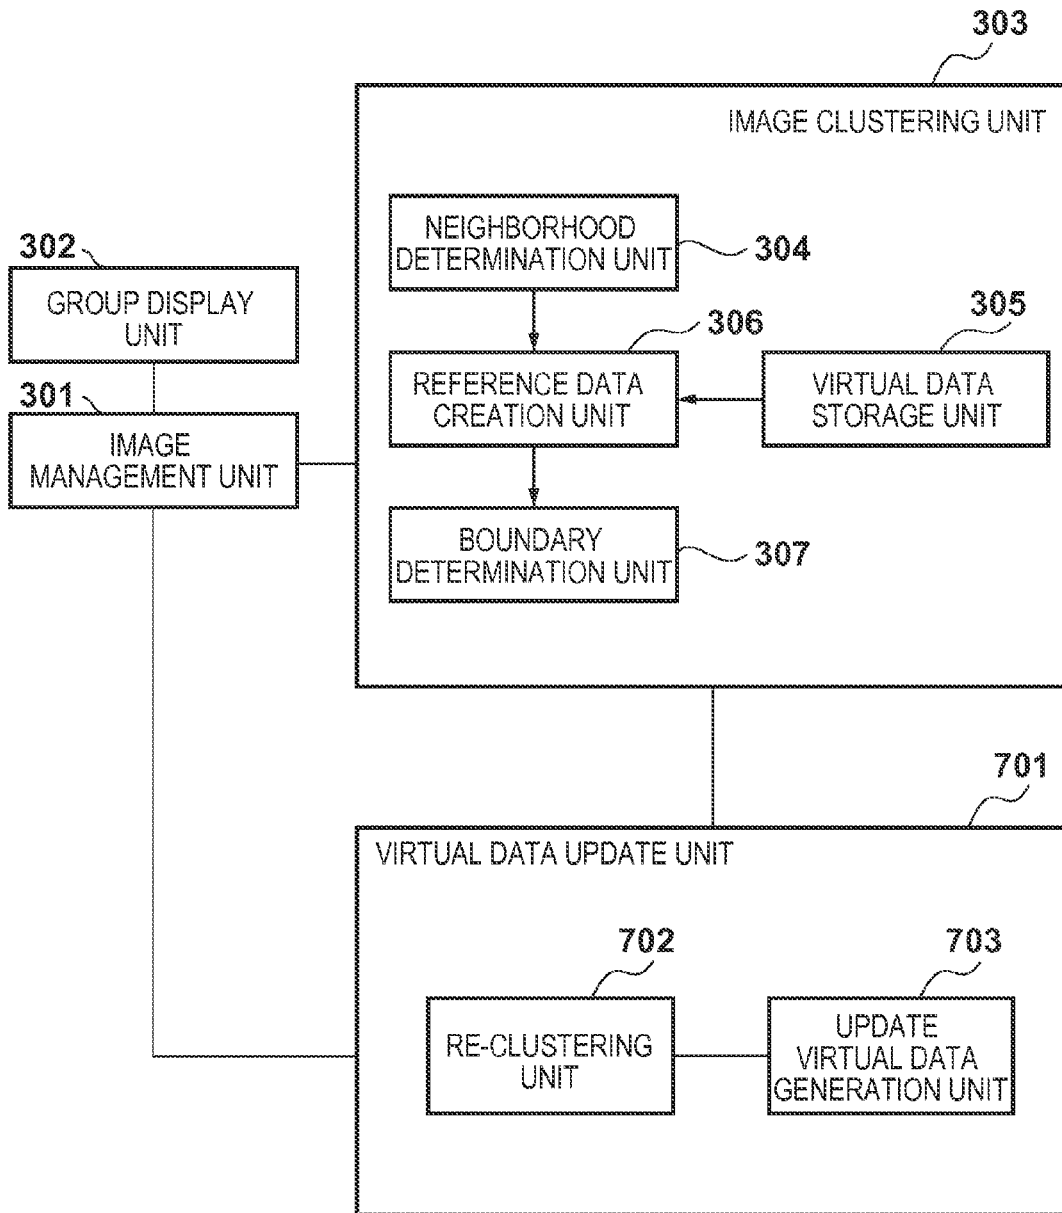 303
IMAGE CLUSTERING UNIT
NEIGHBORHOOD
DETERMINATION UNIT
304
302
GROUP DISPLAY
UNIT
306
305
REFERENCE DATA
CREATION UNIT
VIRTUAL DATA
STORAGE UNIT
301
IMAGE
MANAGEMENT UNIT
BOUNDARY
DETERMINATION UNIT
307
701
VIRTUAL DATA UPDATE UNIT
702
703
RE-CLUSTERING
UNIT
UPDATE
VIRTUAL DATA
GENERATION UNIT